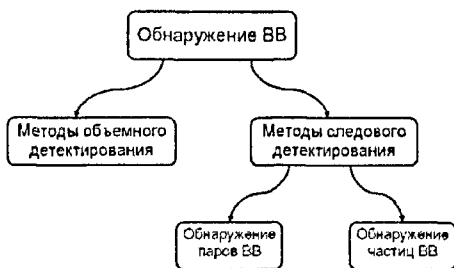 Обнаружение ВВ
Методы объемного
детектирования
Методы следового
детектирования
Обнаружение
паров ВВ
Обнаружение
частиц ВВ